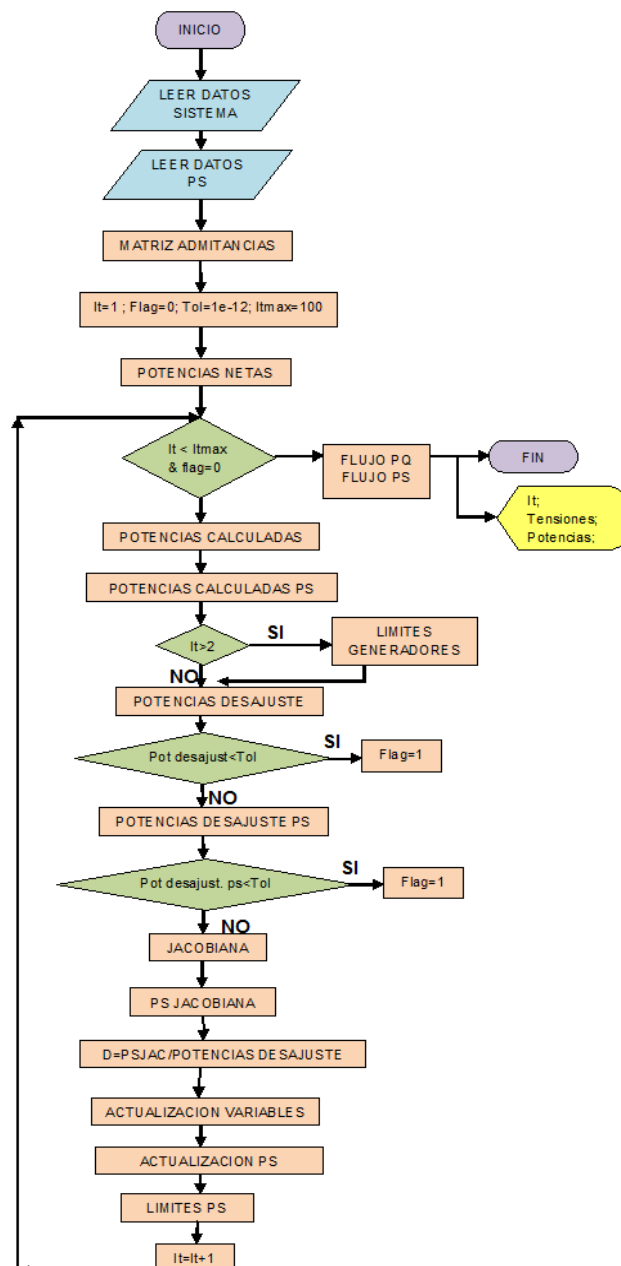 INICIO
LEER DATOS
SISTEMA
LEER DATOS
PS
MATRIZ ADMITANCIAS
It=1 ; Flag=0; Tol=1e-12; Itmax=100
POTENCIAS NETAS
It < Itmax
& flag=0
FLUJO PQ
FLUJO PS
FIN
It;
Tensiones;
Potencias;
POTENCIAS CALCULADAS
POTENCIAS CALCULADAS PS
It>2
SI
LIMITES
GENERADORES
NO
POTENCIAS DESAJUSTE
Pot desajust<Tol
SI
Flag=1
NO
POTENCIAS DESAJUSTE PS
Pot desajust. ps<Tol
SI
Flag=1
NO
JACOBIANA
PS JACOBIANA
D=PSJAC/POTENCIAS DESAJUSTE
ACTUALIZACION VARIABLES
ACTUALIZACION PS
LIMITES PS
It=It+1